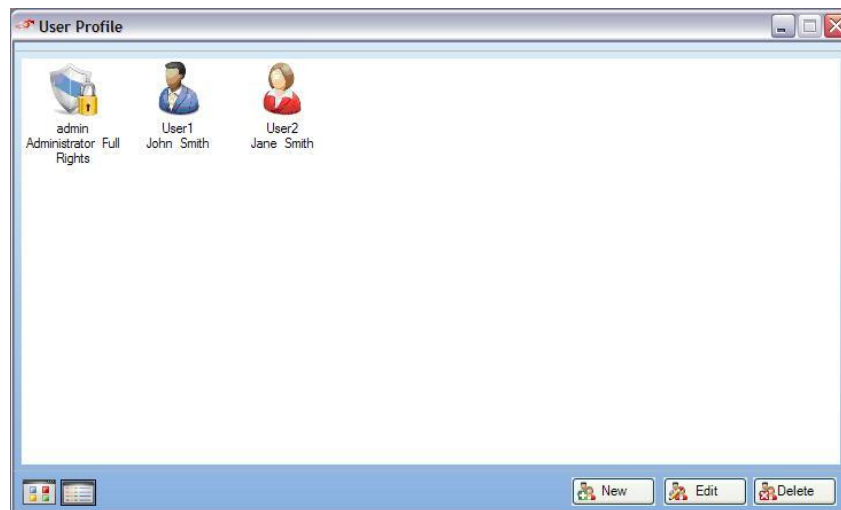 User Profile
admin
Administrator Full
Rights
User1
John Smith
User2
Jane Smith
New
Edit
Delete